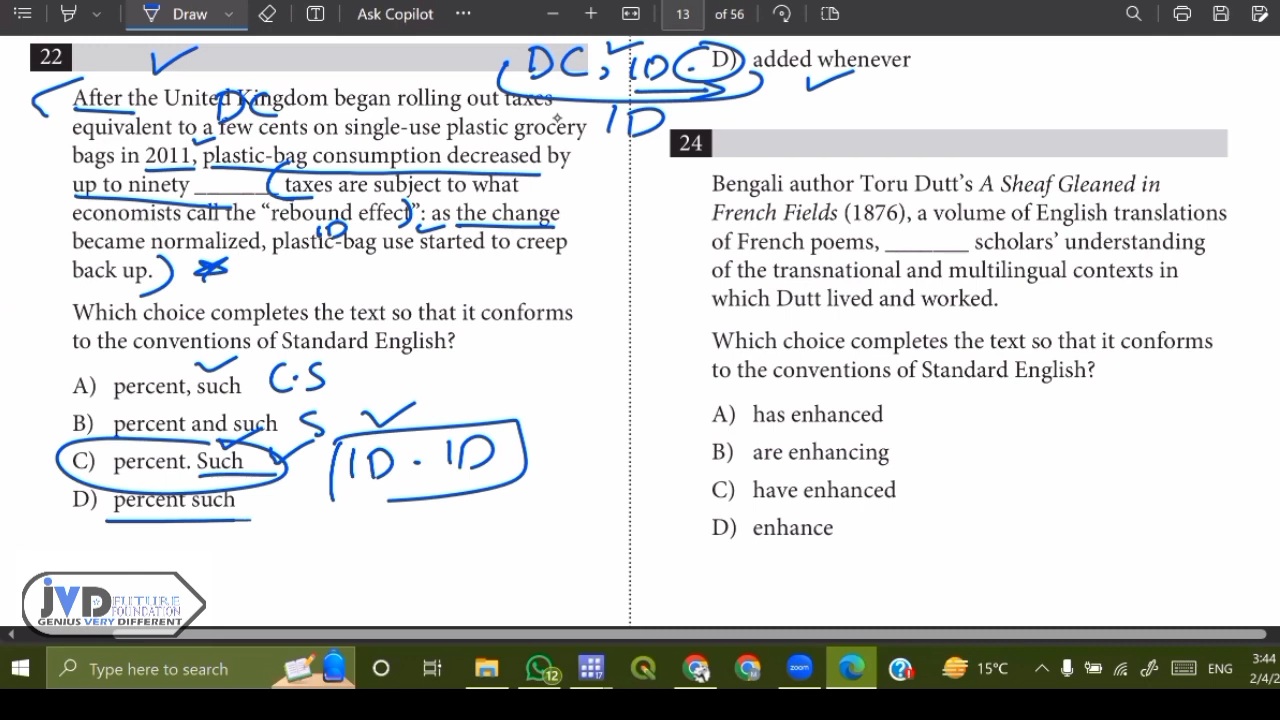 Ask Copilot
13 of 56
22
After the United Kingdom began rolling out taxes
equivalent to a few cents on single-use plastic grocery
bags in 2011, plastic-bag consumption decreased by
up to ninety _______ taxes are subject to what
economists call the “rebound effect”: as the change
became normalized, plastic-bag use started to creep
back up.
Which choice completes the text so that it conforms
to the conventions of Standard English?
A) percent, such
B) percent and such
C) percent. Such
D) percent such
DC
ID
C.S
S
ID . ID
DC, ID .
ID
D) added whenever
24
Bengali author Toru Dutt’s A Sheaf Gleaned in
French Fields (1876), a volume of English translations
of French poems, _______ scholars’ understanding
of the transnational and multilingual contexts in
which Dutt lived and worked.
Which choice completes the text so that it conforms
to the conventions of Standard English?
A) has enhanced
B) are enhancing
C) have enhanced
D) enhance
JVD FUTURE
FOUNDATION
GENIUS VERY DIFFERENT
Draw
Type here to search
12
17
zoom
15°C
ENG
3:44
2/4/2